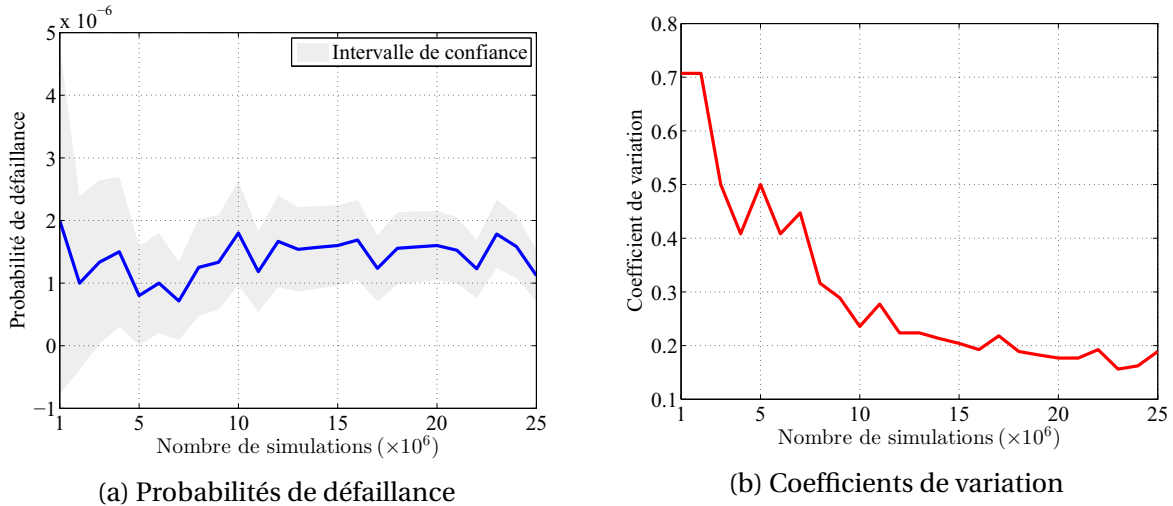 x 10⁻⁶
5
4
3
2
1
0
−1
Probabilité de défaillance
Intervalle de confiance
1 5 10 15 20 25
Nombre de simulations (×10⁶)
(a) Probabilités de défaillance
0.8
0.7
0.6
0.5
0.4
0.3
0.2
0.1
Coefficient de variation
1 5 10 15 20 25
Nombre de simulations (×10⁶)
(b) Coefficients de variation